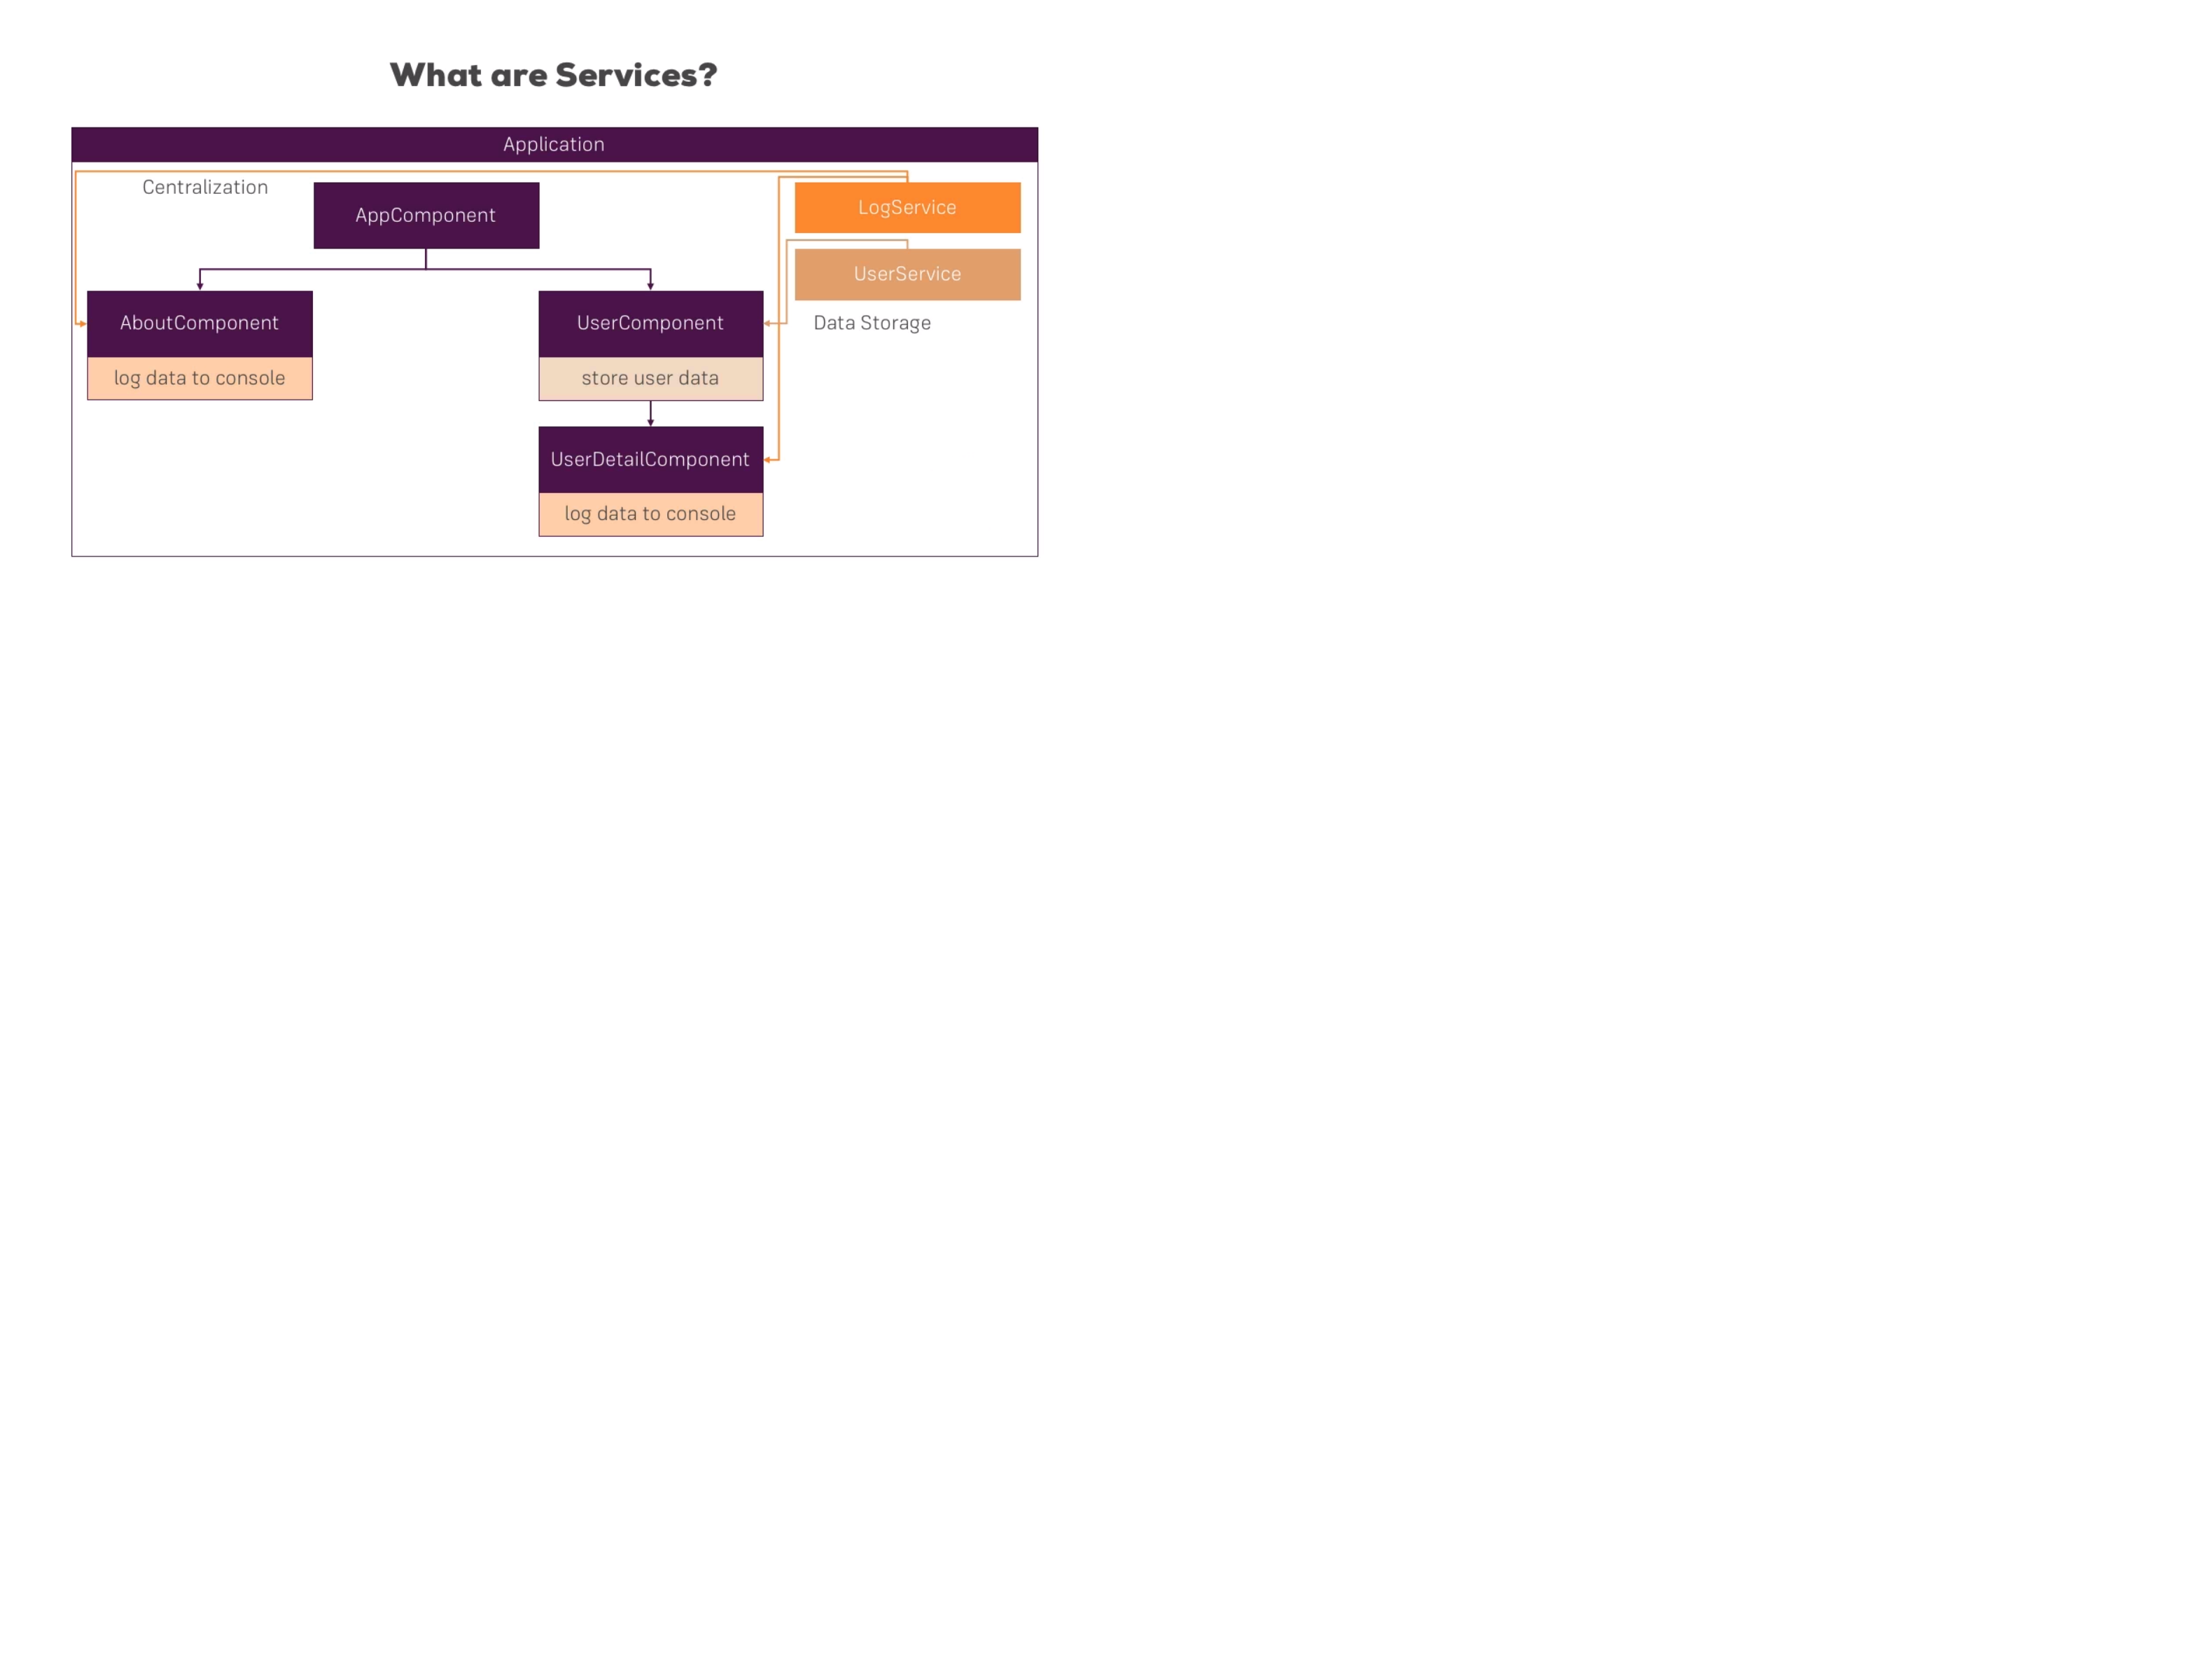 What are Services?
Application
Centralization
AppComponent
LogService
UserService
AboutComponent
UserComponent
Data Storage
log data to console
store user data
UserDetailComponent
log data to console